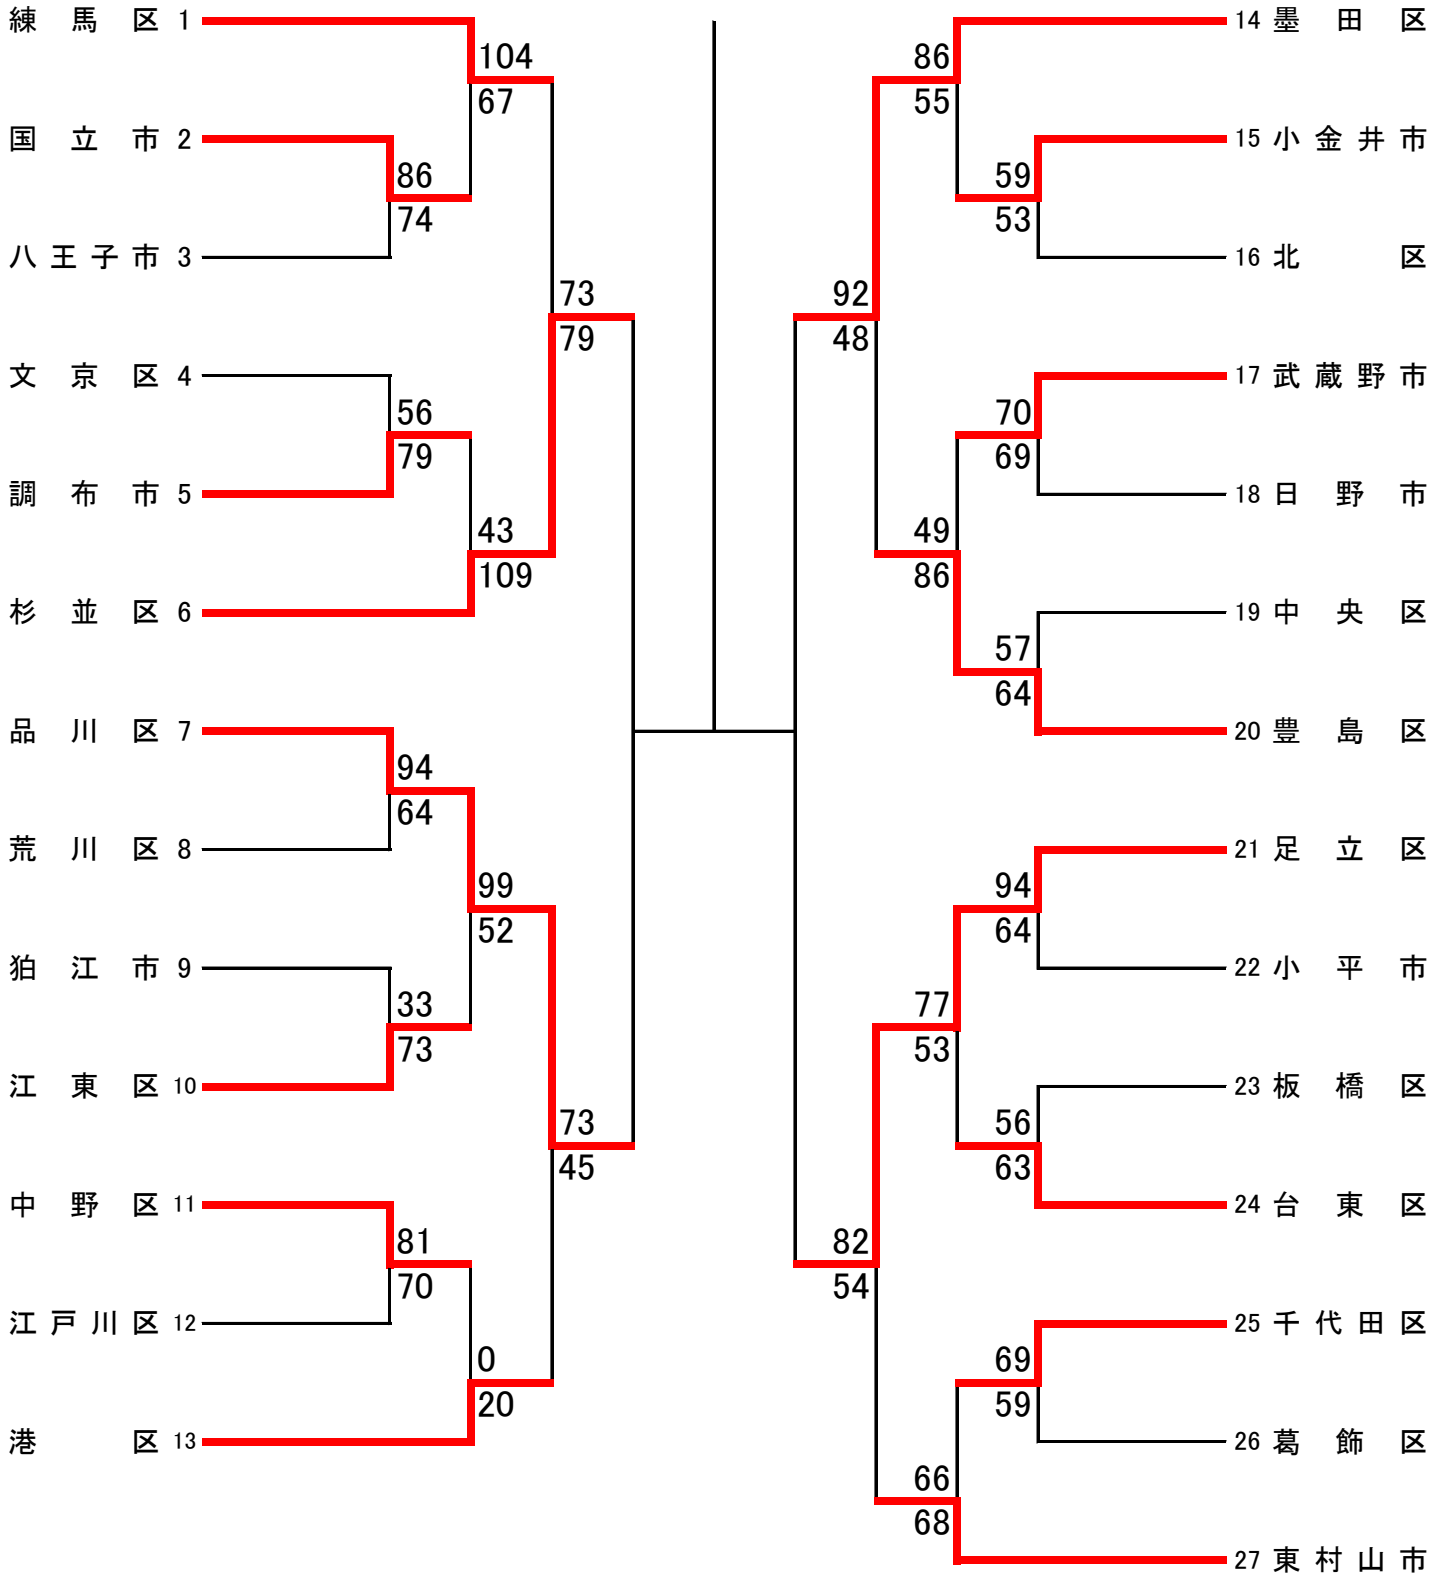 練馬区 1
104
67
国立市 2
86
74
八王子市 3
73
79
文京区 4
56
79
調布市 5
43
109
杉並区 6
品川区 7
94
64
荒川区 8
99
52
狛江市 9
33
73
江東区 10
73
45
中野区 11
81
70
江戸川区 12
0
20
港区 13
14 墨田区
86
55
15 小金井市
59
53
16 北区
92
48
17 武蔵野市
70
69
18 日野市
49
86
19 中央区
57
64
20 豊島区
21 足立区
94
64
22 小平市
77
53
23 板橋区
56
63
24 台東区
82
54
25 千代田区
69
59
26 葛飾区
66
68
27 東村山市